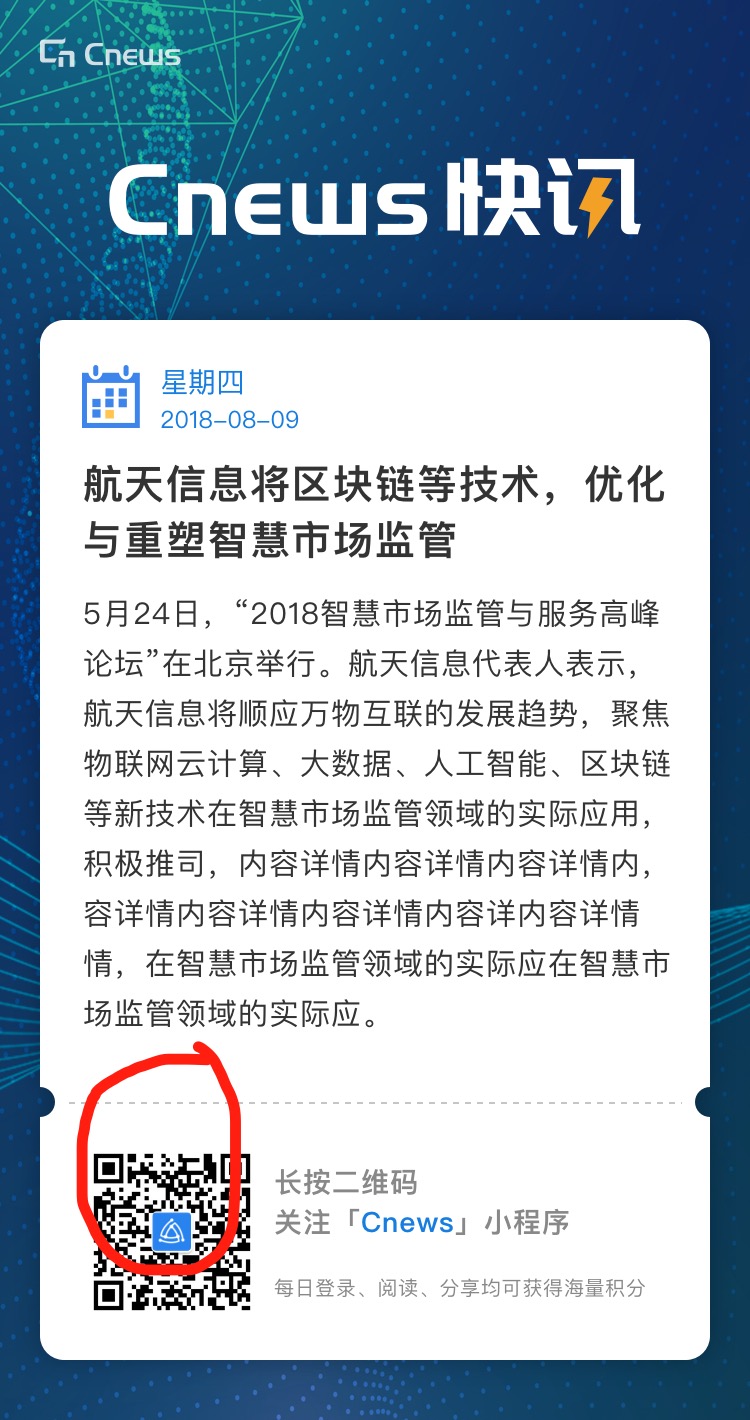 Cnews
Cnews快讯
星期四
2018-08-09
航天信息将区块链等技术，优化
与重塑智慧市场监管
5月24日，“2018智慧市场监管与服务高峰
论坛”在北京举行。航天信息代表人表示，
航天信息将顺应万物互联的发展趋势，聚焦
物联网云计算、大数据、人工智能、区块链
等新技术在智慧市场监管领域的实际应用，
积极推司，内容详情内容详情内容详情内，
容详情内容详情内容详情内容详内容详情
情，在智慧市场监管领域的实际应在智慧市
场监管领域的实际应。
长按二维码
关注「Cnews」小程序
每日登录、阅读、分享均可获得海量积分